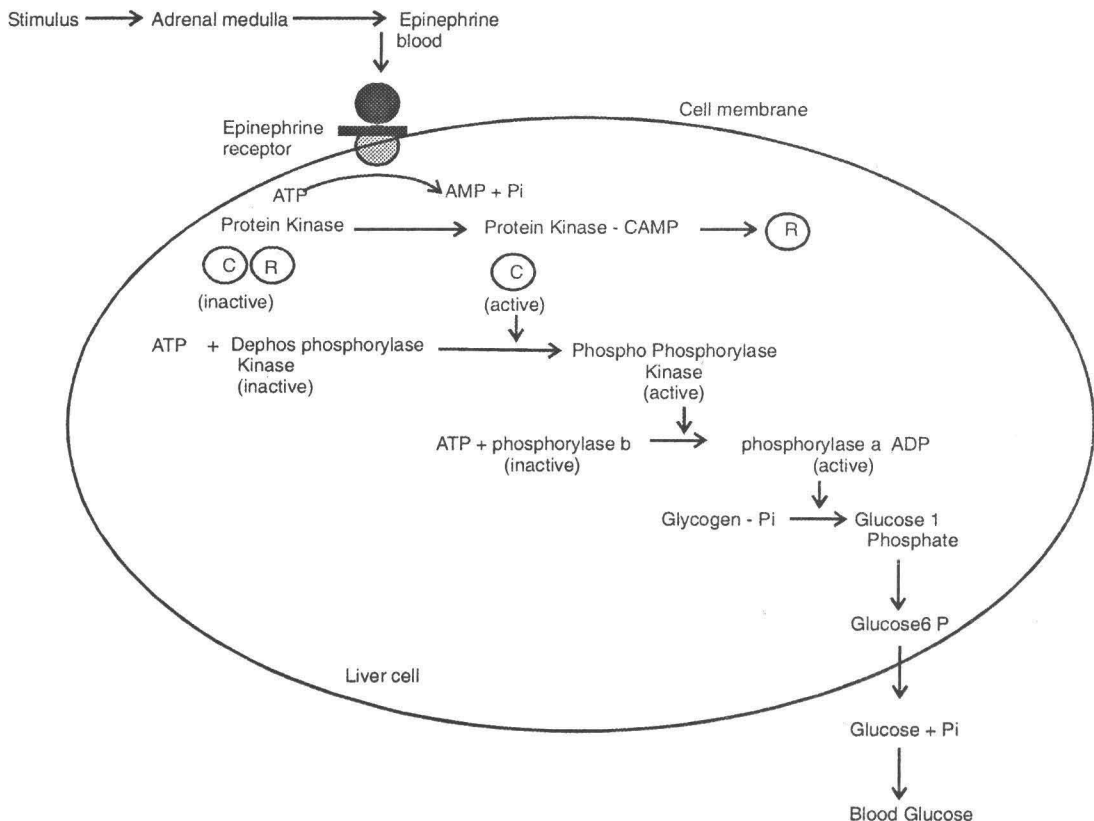 Stimulus
Adrenal medulla
Epinephrine
blood
Cell membrane
Epinephrine
receptor
ATP
AMP + Pi
Protein Kinase
Protein Kinase - CAMP
R
C
R
C
(inactive)
(active)
ATP + Dephos phosphorylase
Kinase
(inactive)
Phospho Phosphorylase
Kinase
(active)
ATP + phosphorylase b
(inactive)
phosphorylase a ADP
(active)
Glycogen - Pi
Glucose 1
Phosphate
Glucose6 P
Liver cell
Glucose + Pi
Blood Glucose